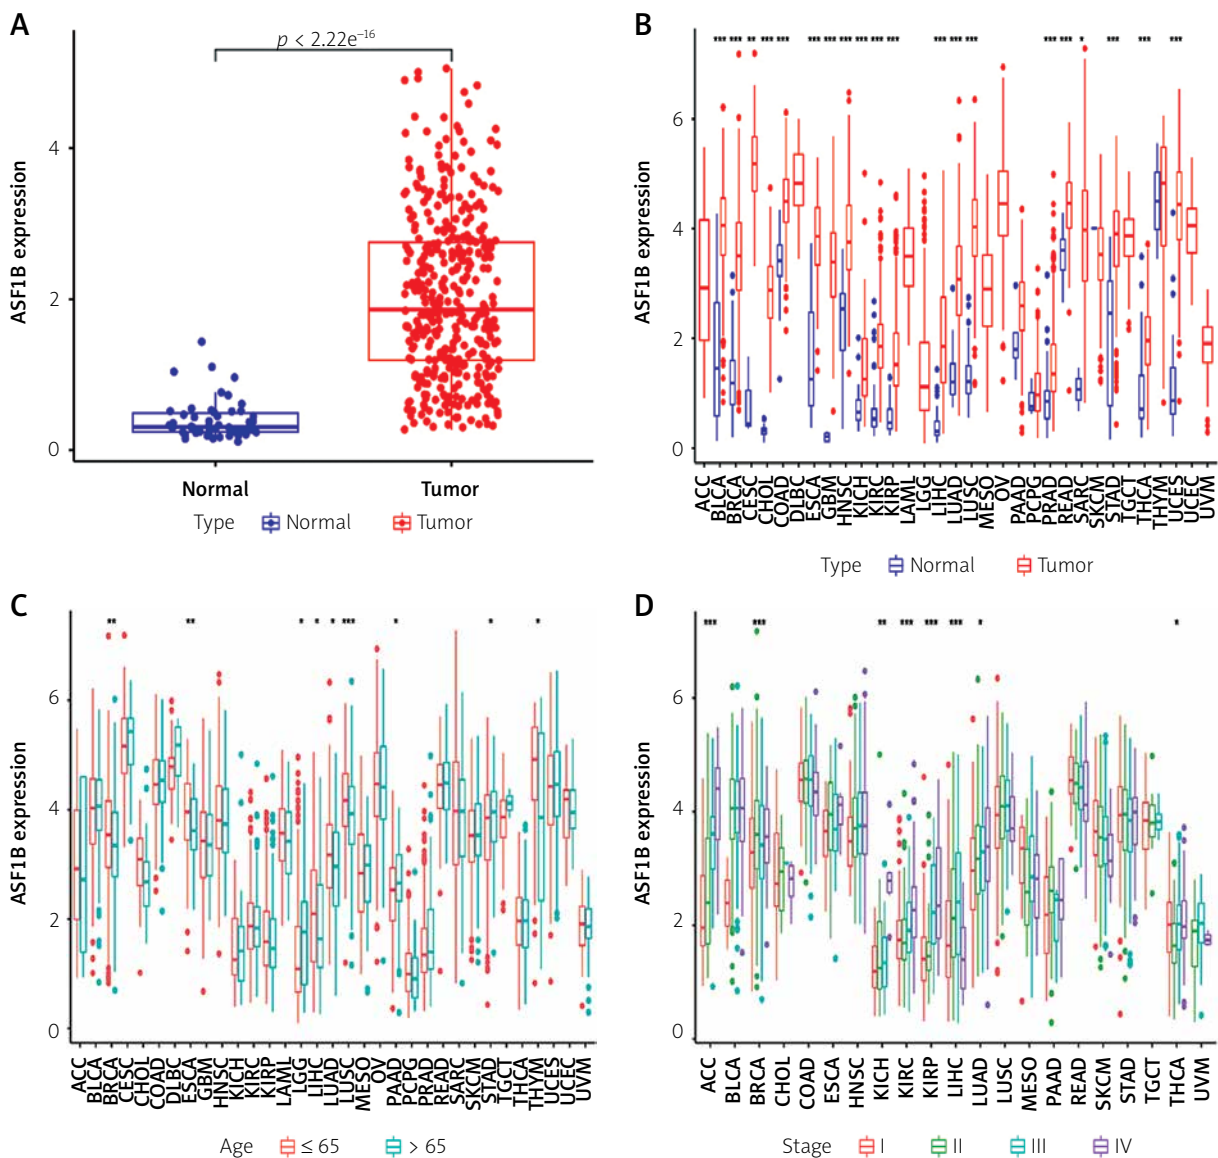 A
p < 2.22e–16
ASF1B expression
4
2
0
Normal Tumor
Type Normal Tumor
B
*** *** ** *** *** *** *** *** *** *** *** *** *** *** *** *** * *** *** ***
ASF1B expression
6
4
2
0
ACC BLCA BRCA CESC CHOL COAD DLBC ESCA GBM HNSC KICH KIRC KIRP LAML LGG LIHC LUAD LUSC MESO OV PAAD PCPG PRAD READ SARC SKCM STAD TGCT THCA THYM UCES UCEC UVM
Type Normal Tumor
C
** ** * * * *** * * *
ASF1B expression
6
4
2
0
ACC BLCA BRCA CESC CHOL COAD DLBC ESCA GBM HNSC KICH KIRC KIRP LAML LGG LIHC LUAD LUSC MESO OV PAAD PCPG PRAD READ SARC SKCM STAD TGCT THCA THYM UCES UCEC UVM
Age ≤ 65 > 65
D
*** *** ** *** *** *** * *
ASF1B expression
6
4
2
0
ACC BLCA BRCA CHOL COAD ESCA HNSC KICH KIRC KIRP LIHC LUAD LUSC MESO PAAD READ SKCM STAD TGCT THCA UVM
Stage I II III IV